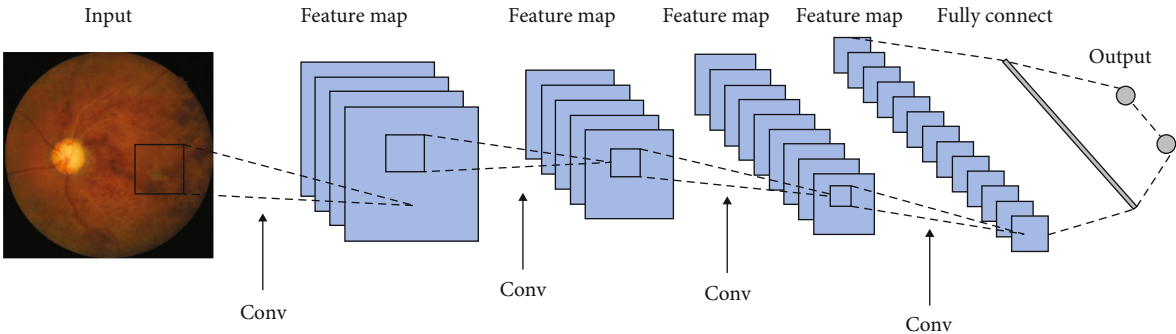 Input
Feature map
Feature map
Feature map
Feature map
Fully connect
Output
Conv
Conv
Conv
Conv